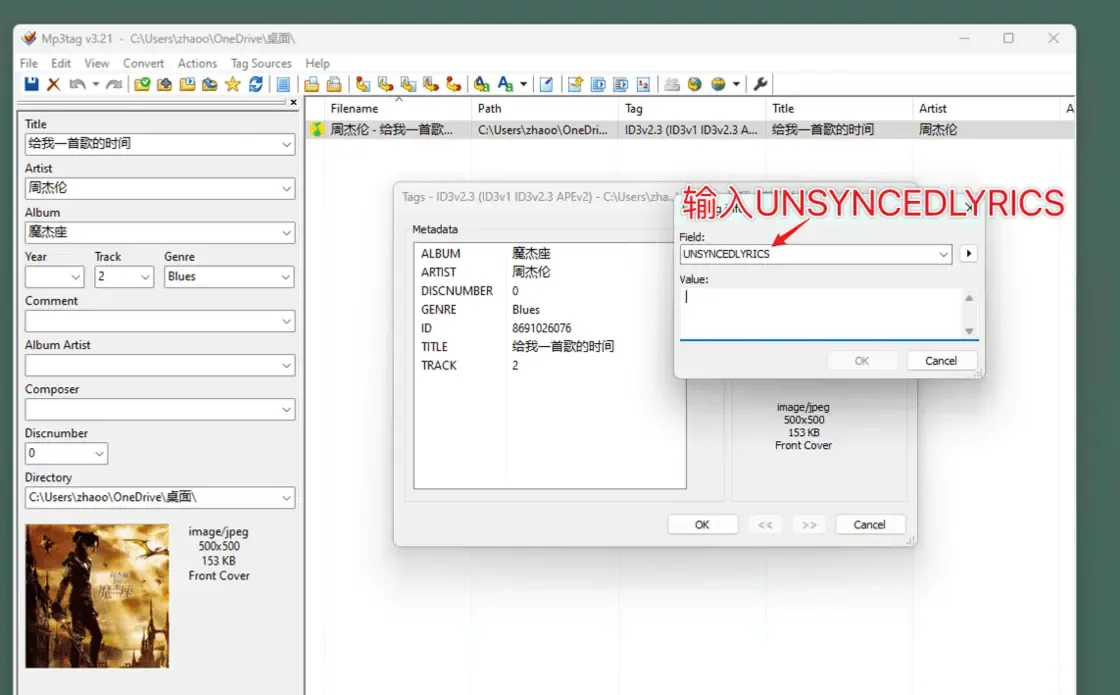 Mp3tag v3.21 - C:\Users\zhaoo\OneDrive\桌面\
File Edit View Convert Actions Tag Sources Help
Filename Path Tag Title Artist A
周杰伦 - 给我一首歌... C:\Users\zhaoo\OneDri... ID3v2.3 (ID3v1 ID3v2.3 A... 给我一首歌的时间 周杰伦
Title
给我一首歌的时间
Artist
周杰伦
Album
魔杰座
Year Track Genre
2 Blues
Comment
Album Artist
Composer
Discnumber
0
Directory
C:\Users\zhaoo\OneDrive\桌面\
魔杰座
image/jpeg
500x500
153 KB
Front Cover
Tags - ID3v2.3 (ID3v1 ID3v2.3 APEv2) - C:\Users\zha...
Metadata
ALBUM 魔杰座
ARTIST 周杰伦
DISCNUMBER 0
GENRE Blues
ID 8691026076
TITLE 给我一首歌的时间
TRACK 2
image/jpeg
500x500
153 KB
Front Cover
OK << >> Cancel
输入UNSYNCEDLYRICS
Field:
UNSYNCEDLYRICS
Value:
OK Cancel